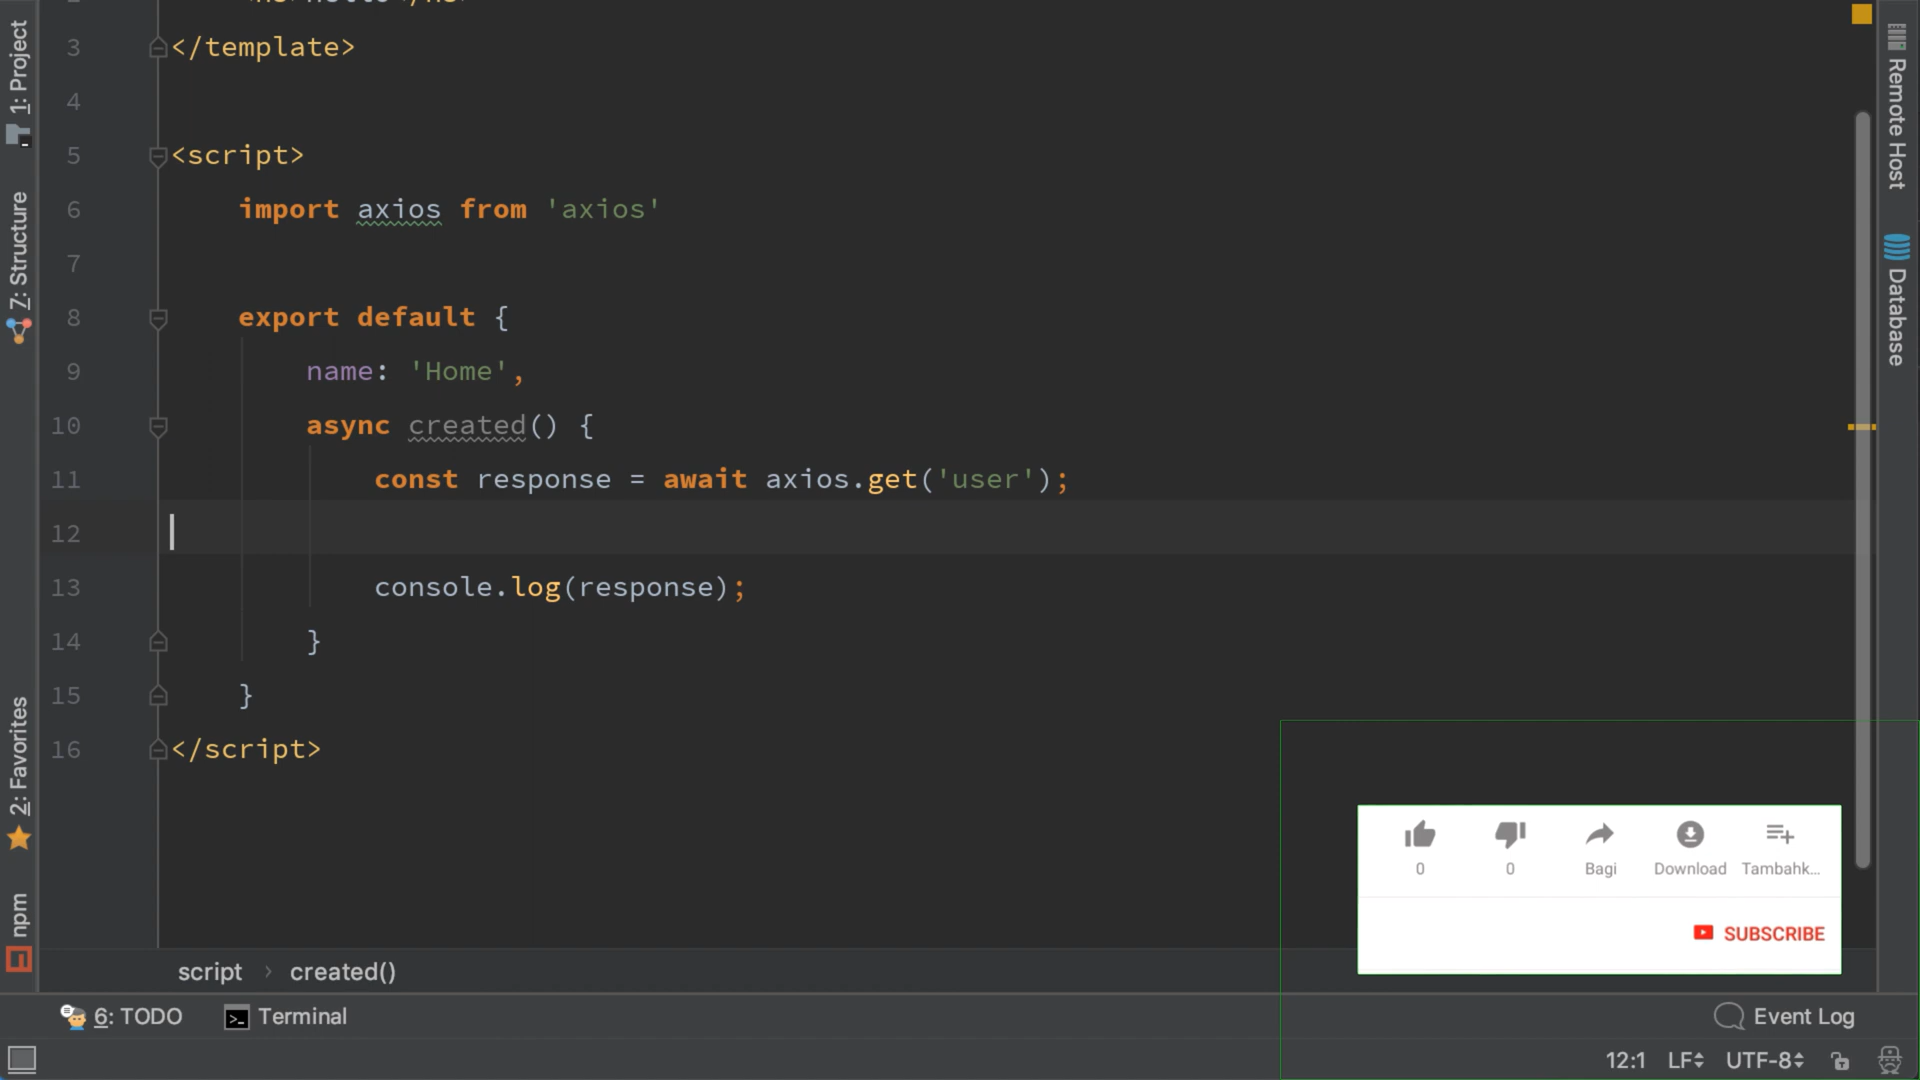 3 </template>
4
5 <script>
6 import axios from 'axios'
7
8 export default {
9 name: 'Home',
10 async created() {
11 const response = await axios.get('user');
12
13 console.log(response);
14 }
15 }
16 </script>
script › created()
6: TODO Terminal
Event Log
12:1 LF UTF-8
1: Project
7: Structure
2: Favorites
npm
Remote Host
Database
0 0 Bagi Download Tambahk...
SUBSCRIBE